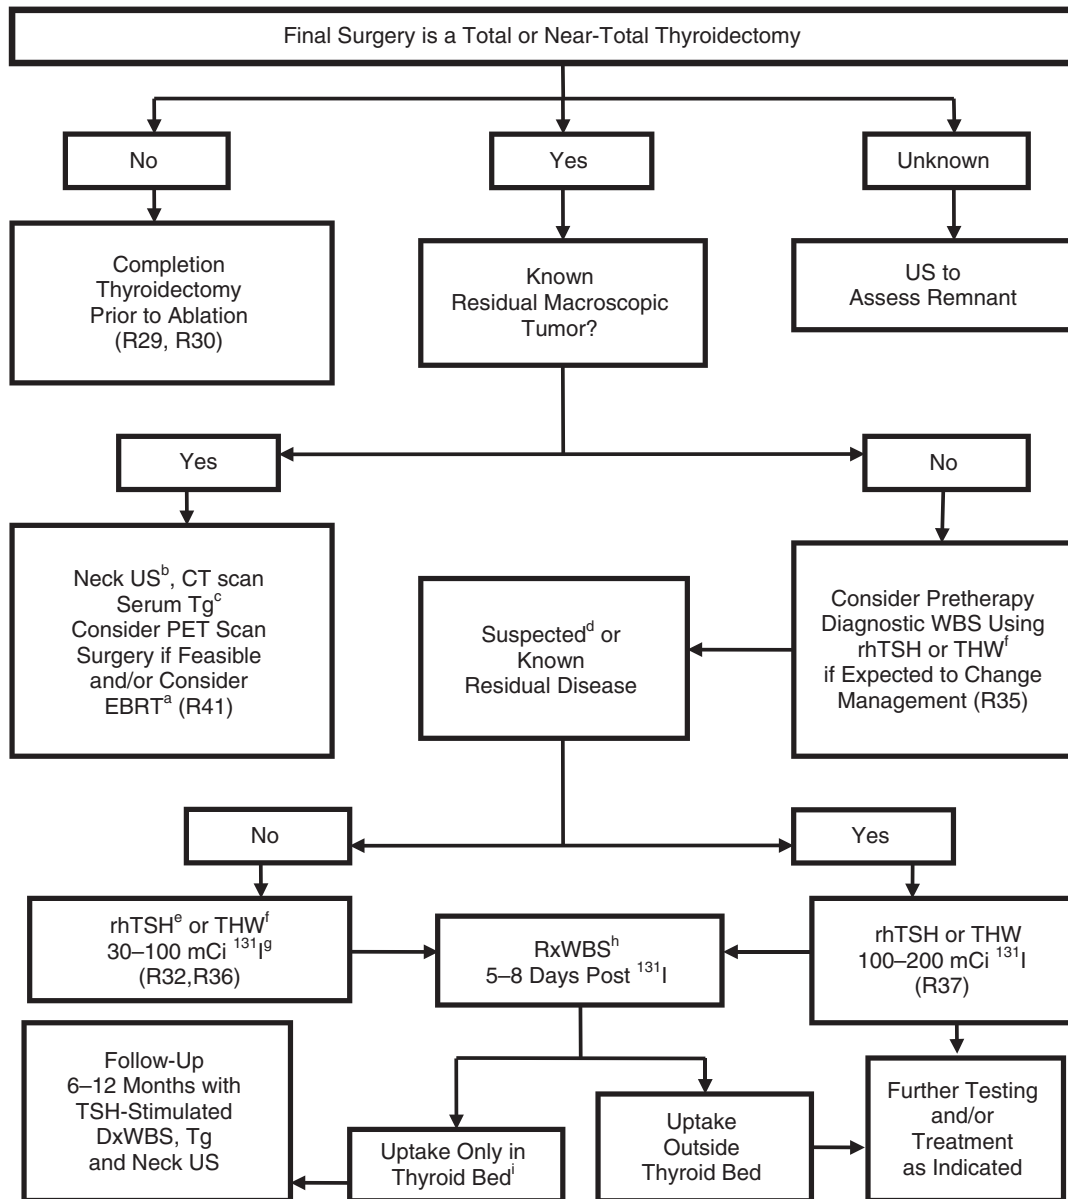 Final Surgery is a Total or Near-Total Thyroidectomy
No
Yes
Unknown
Completion
Thyroidectomy
Prior to Ablation
(R29, R30)
Known
Residual Macroscopic
Tumor?
US to
Assess Remnant
Yes
No
Neck USᵇ, CT scan
Serum Tgᶜ
Consider PET Scan
Surgery if Feasible
and/or Consider
EBRTᵃ (R41)
Suspectedᵈ or
Known
Residual Disease
Consider Pretherapy
Diagnostic WBS Using
rhTSH or THWᶠ
if Expected to Change
Management (R35)
No
Yes
rhTSHᵉ or THWᶠ
30–100 mCi ¹³¹Iᵍ
(R32,R36)
RxWBSʰ
5–8 Days Post ¹³¹I
rhTSH or THW
100–200 mCi ¹³¹I
(R37)
Follow-Up
6–12 Months with
TSH-Stimulated
DxWBS, Tg
and Neck US
Uptake Only in
Thyroid Bedⁱ
Uptake
Outside
Thyroid Bed
Further Testing
and/or
Treatment
as Indicated